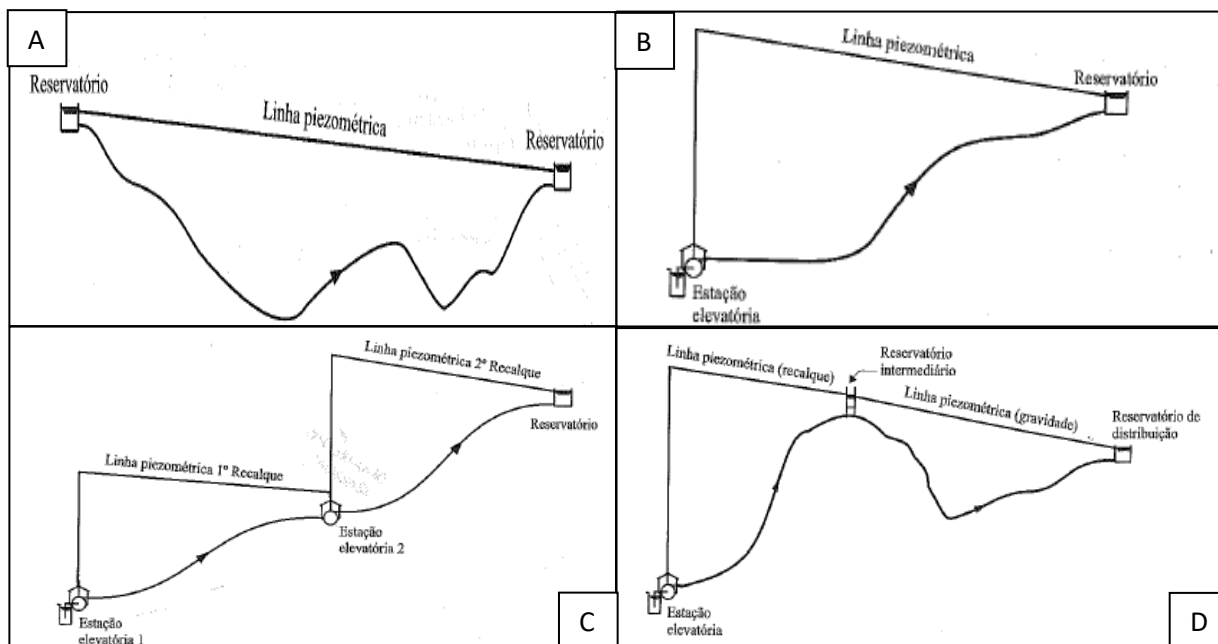 A
Reservatório
Linha piezométrica
Reservatório
B
Linha piezométrica
Reservatório
Estação
elevatória
Linha piezométrica 2º Recalque
Reservatório
Linha piezométrica 1º Recalque
Estação
elevatória 2
Estação
elevatória 1
C
Linha piezométrica (recalque)
Reservatório
intermediário
Linha piezométrica (gravidade)
Reservatório de
distribuição
Estação
elevatória
D